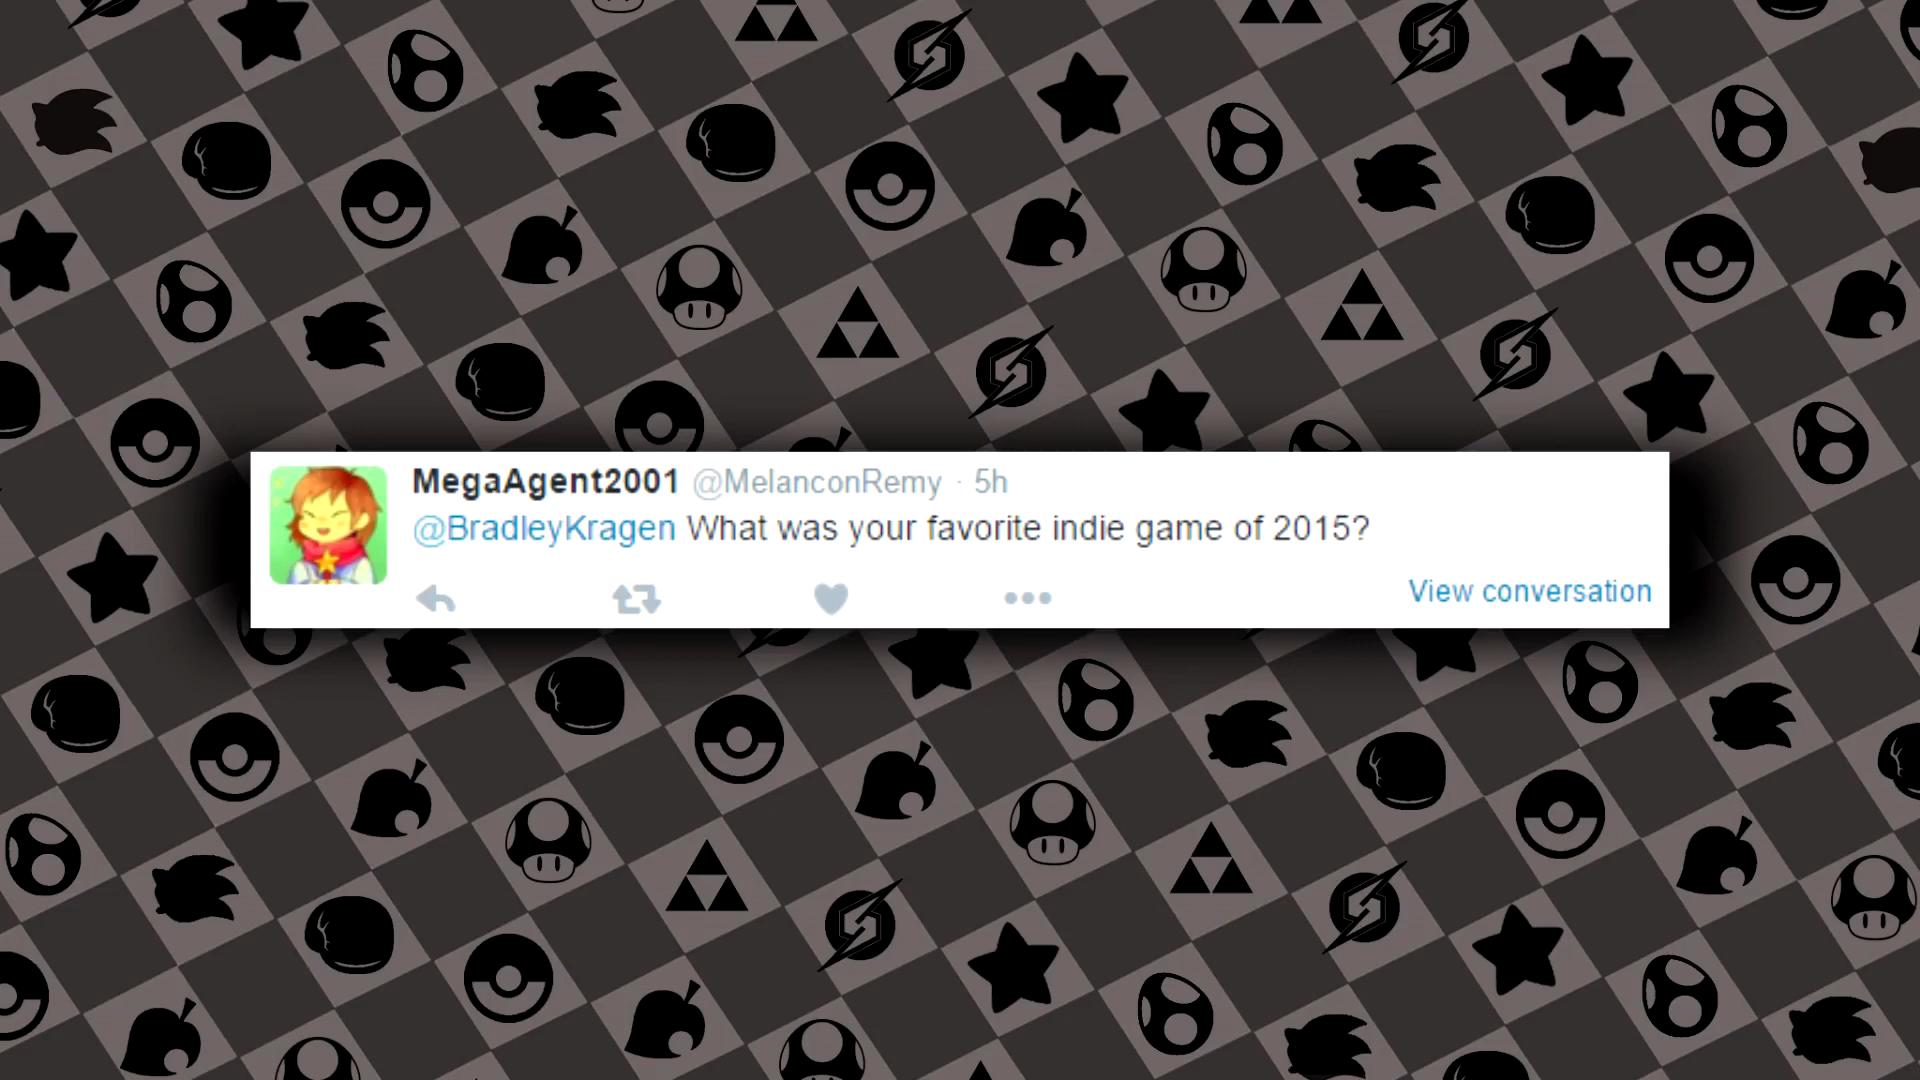 MegaAgent2001 @MelanconRemy · 5h
@BradleyKragen What was your favorite indie game of 2015?
View conversation